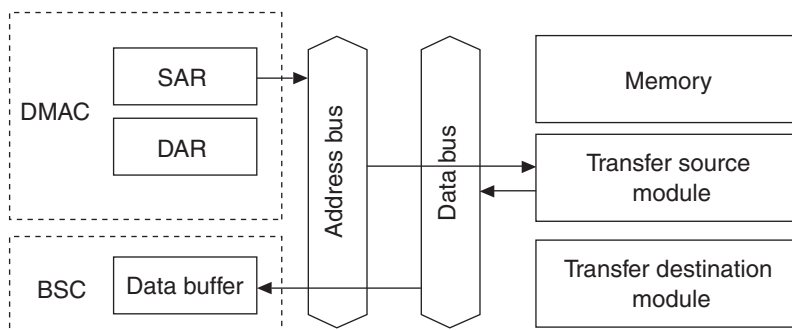 DMAC
SAR
DAR
BSC
Data buffer
Address bus
Data bus
Memory
Transfer source
module
Transfer destination
module